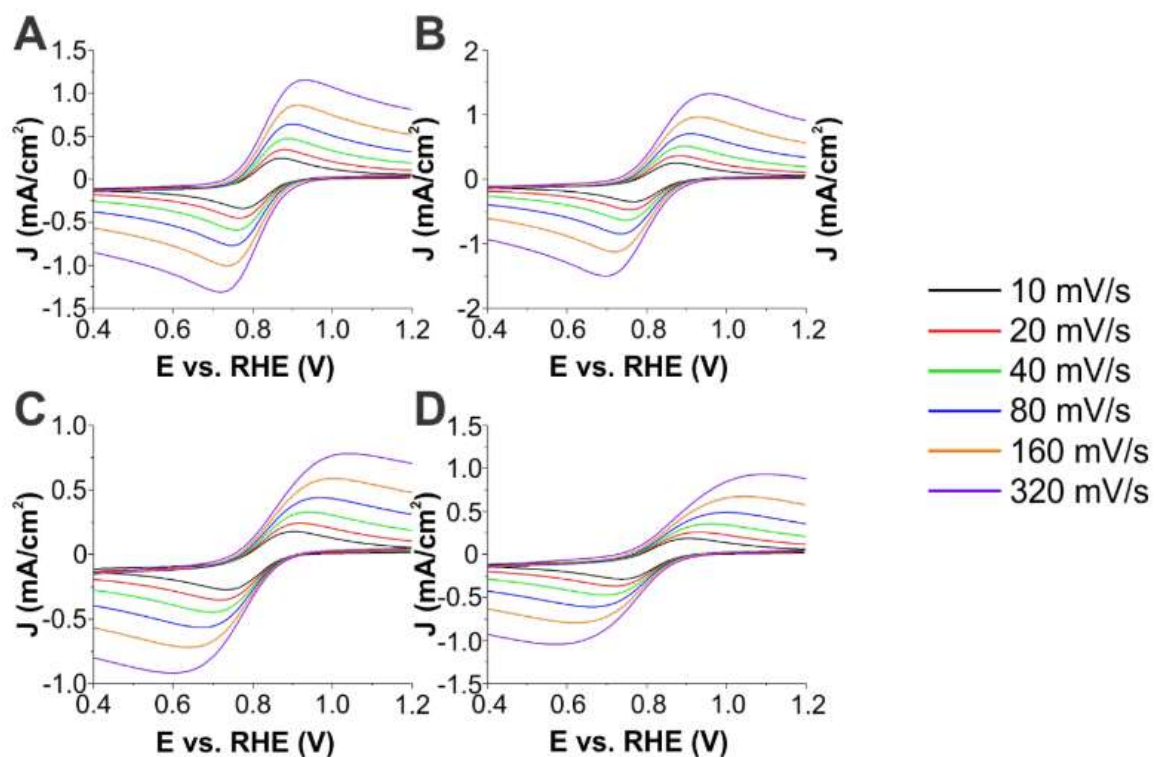 A
1.5
1.0
0.5
0
-0.5
-1.0
-1.5
J (mA/cm²)
0.4 0.6 0.8 1.0 1.2
E vs. RHE (V)
B
2
1
0
-1
-2
J (mA/cm²)
0.4 0.6 0.8 1.0 1.2
E vs. RHE (V)
J (mA/cm²)
C
1.0
0.5
0
-0.5
-1.0
J (mA/cm²)
0.4 0.6 0.8 1.0 1.2
E vs. RHE (V)
D
1.5
1.0
0.5
0
-0.5
-1.0
-1.5
J (mA/cm²)
0.4 0.6 0.8 1.0 1.2
E vs. RHE (V)
10 mV/s
20 mV/s
40 mV/s
80 mV/s
160 mV/s
320 mV/s